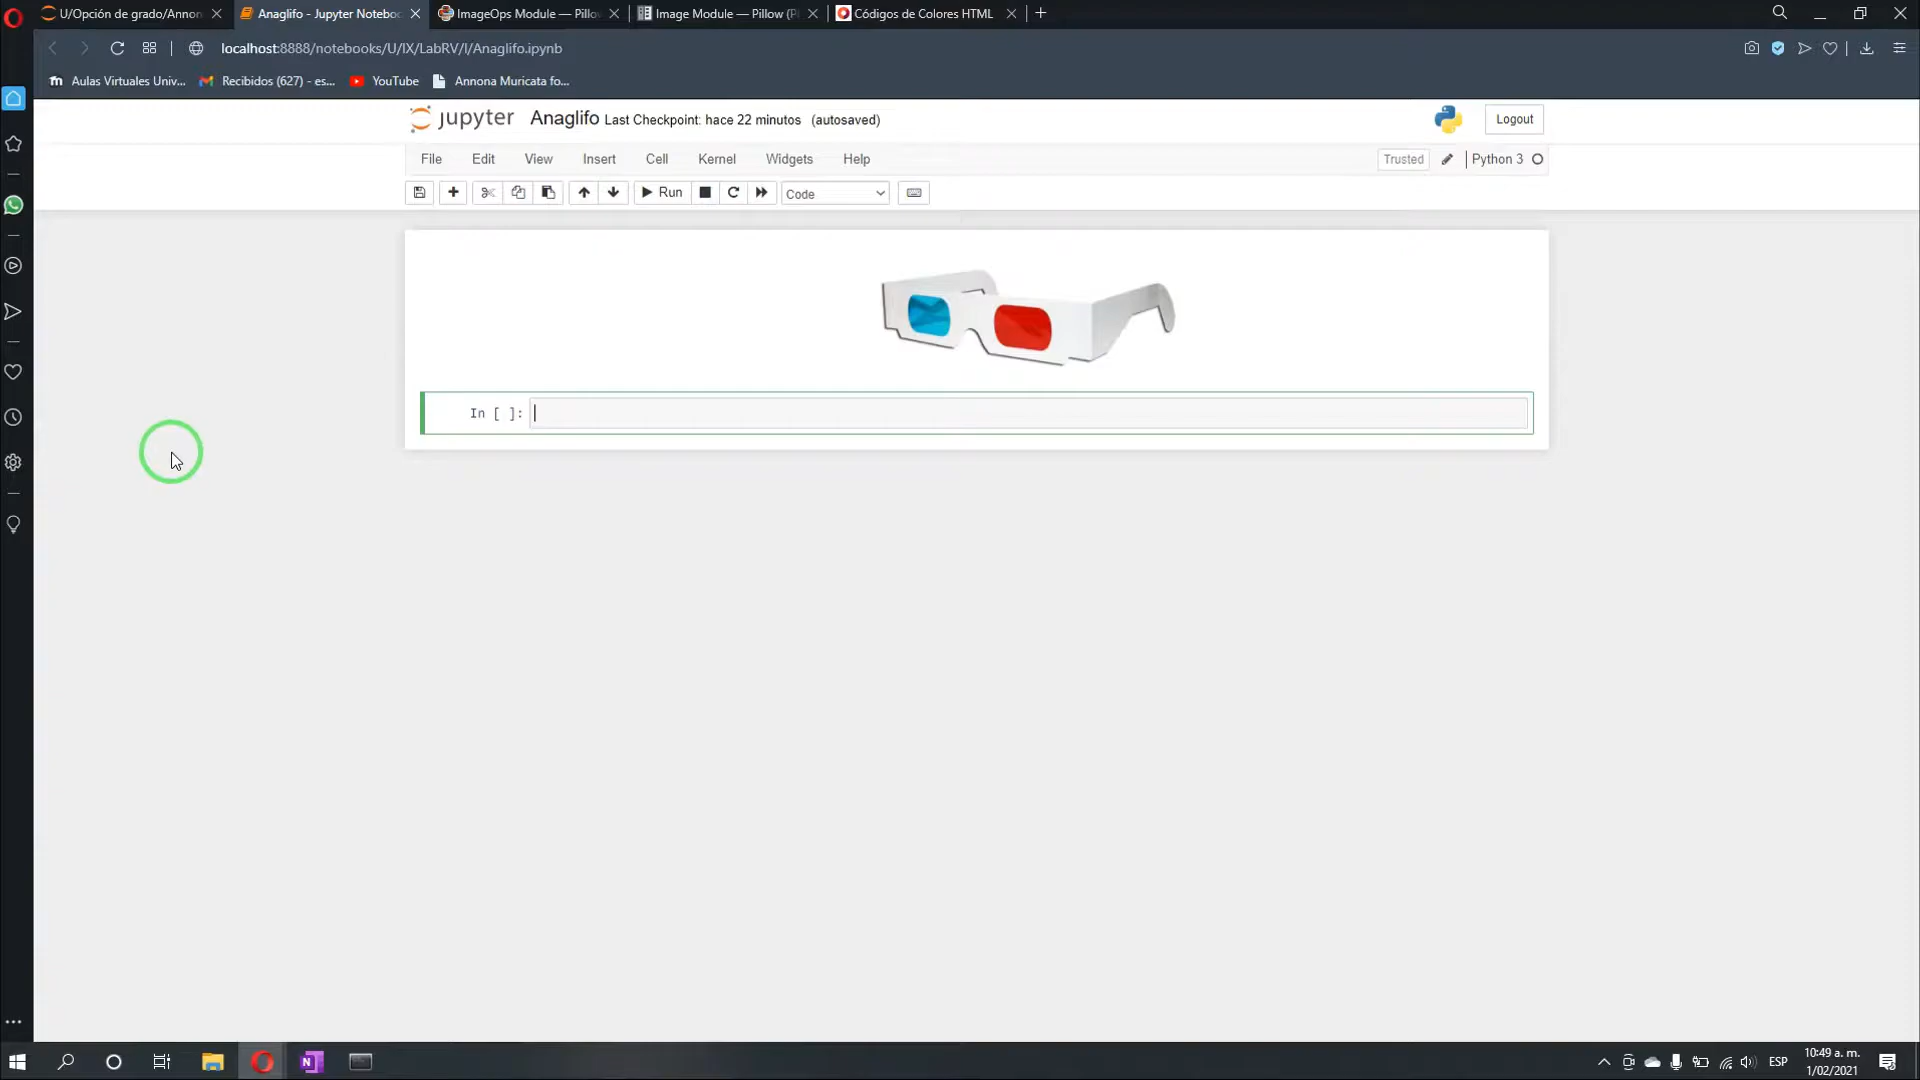 U/Opción de grado/Annon
Anaglifo - Jupyter Noteboo
ImageOps Module — Pillow
Image Module — Pillow (P
Códigos de Colores HTML
localhost:8888/notebooks/U/IX/LabRV/I/Anaglifo.ipynb
Aulas Virtuales Univ...
Recibidos (627) - es...
YouTube
Annona Muricata fo...
jupyter Anaglifo Last Checkpoint: hace 22 minutos (autosaved)
Logout
File Edit View Insert Cell Kernel Widgets Help
Trusted
Python 3
Run
Code
In [ ]:
ESP
10:49 a. m.
1/02/2021